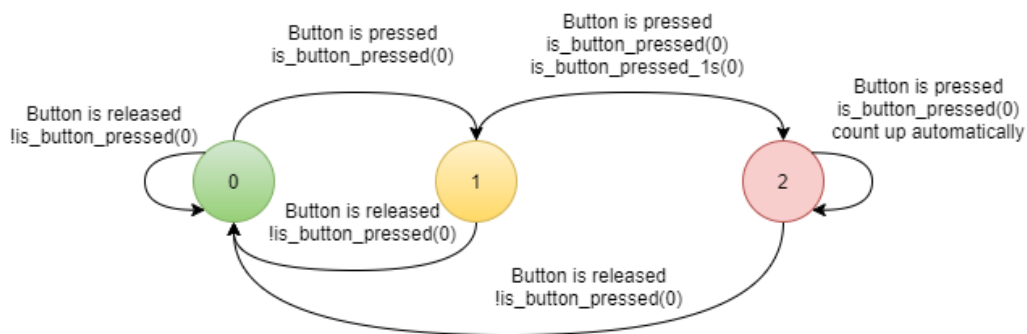 Button is pressed
is_button_pressed(0)
Button is pressed
is_button_pressed(0)
is_button_pressed_1s(0)
Button is pressed
is_button_pressed(0)
count up automatically
Button is released
!is_button_pressed(0)
0
1
2
Button is released
!is_button_pressed(0)
Button is released
!is_button_pressed(0)